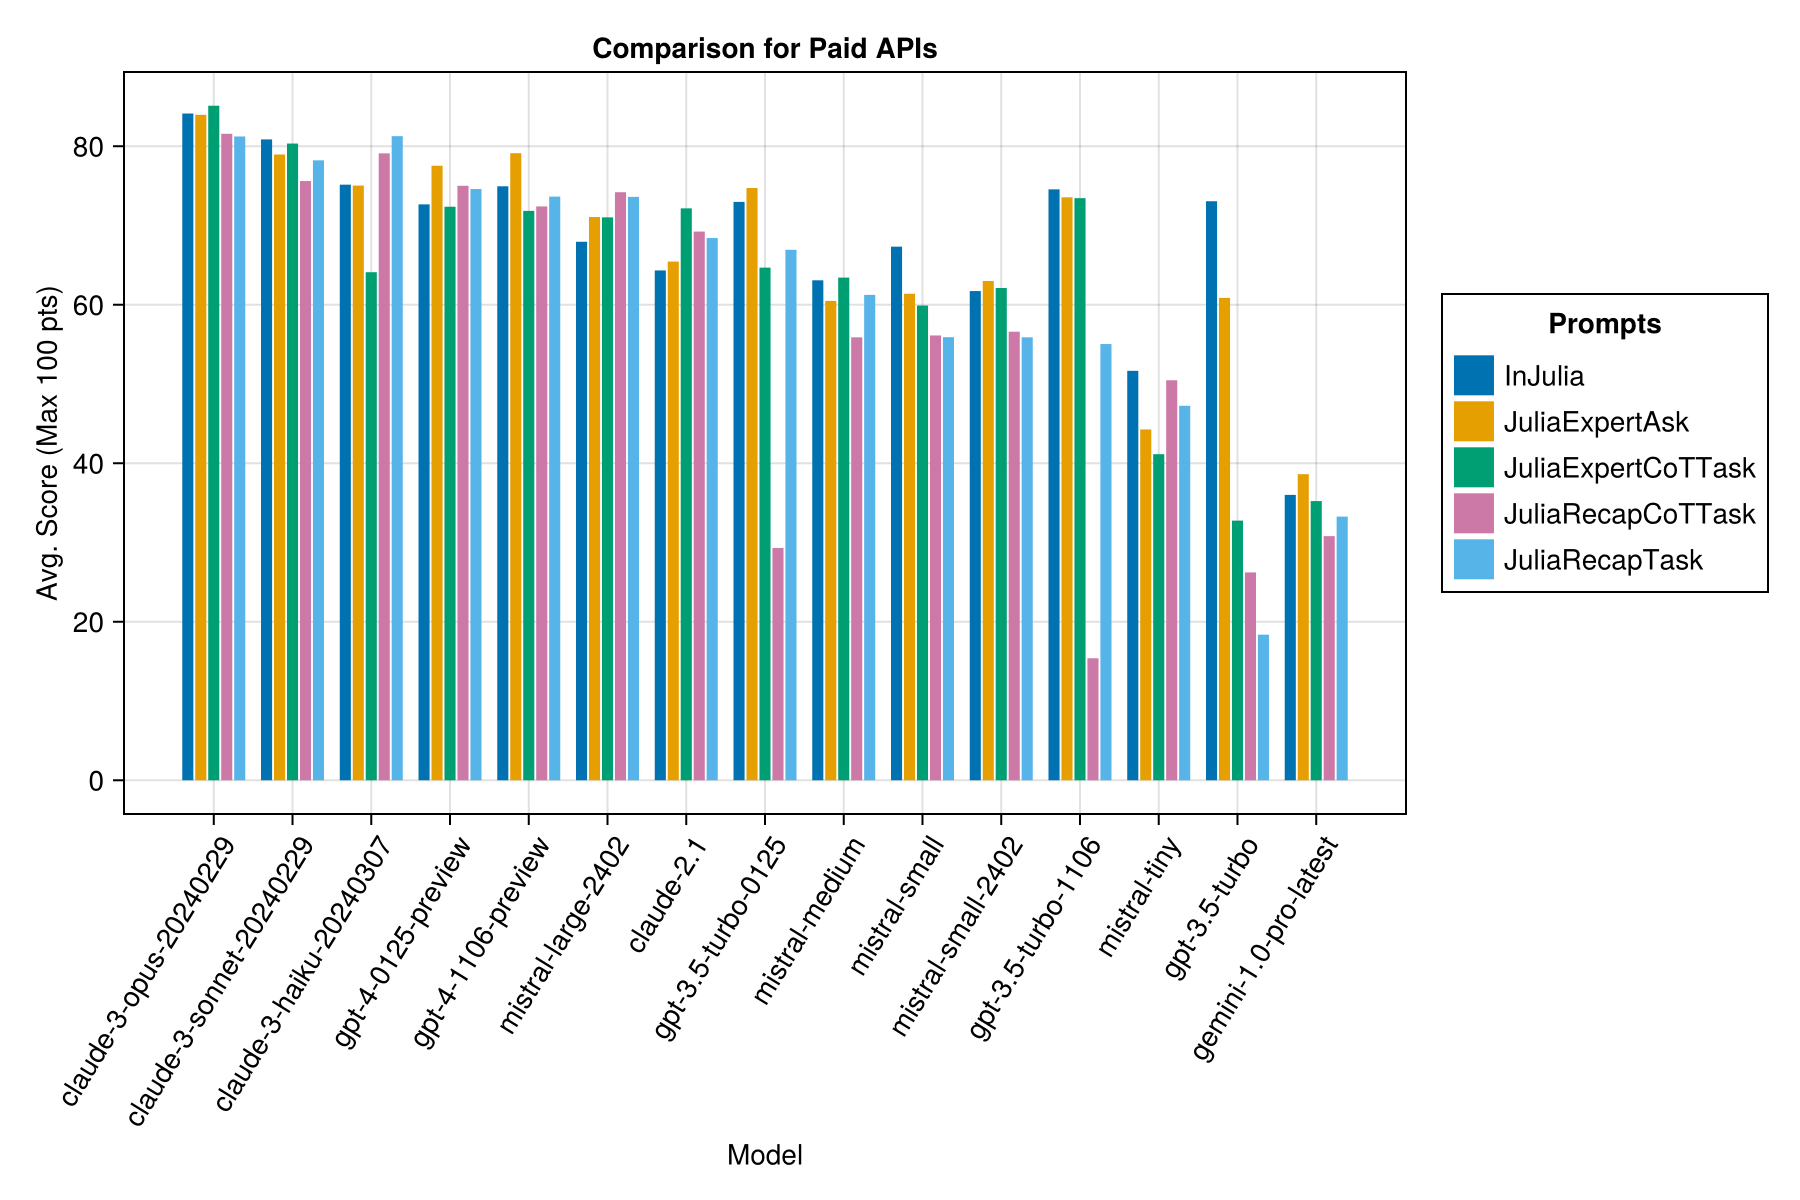 Comparison for Paid APIs
Avg. Score (Max 100 pts)
80
60
40
20
0
claude-3-opus-20240229
claude-3-sonnet-20240229
claude-3-haiku-20240307
gpt-4-0125-preview
gpt-4-1106-preview
mistral-large-2402
claude-2.1
gpt-3.5-turbo-0125
mistral-medium
mistral-small
mistral-small-2402
gpt-3.5-turbo-1106
mistral-tiny
gpt-3.5-turbo
gemini-1.0-pro-latest
Model
Prompts
InJulia
JuliaExpertAsk
JuliaExpertCoTTask
JuliaRecapCoTTask
JuliaRecapTask